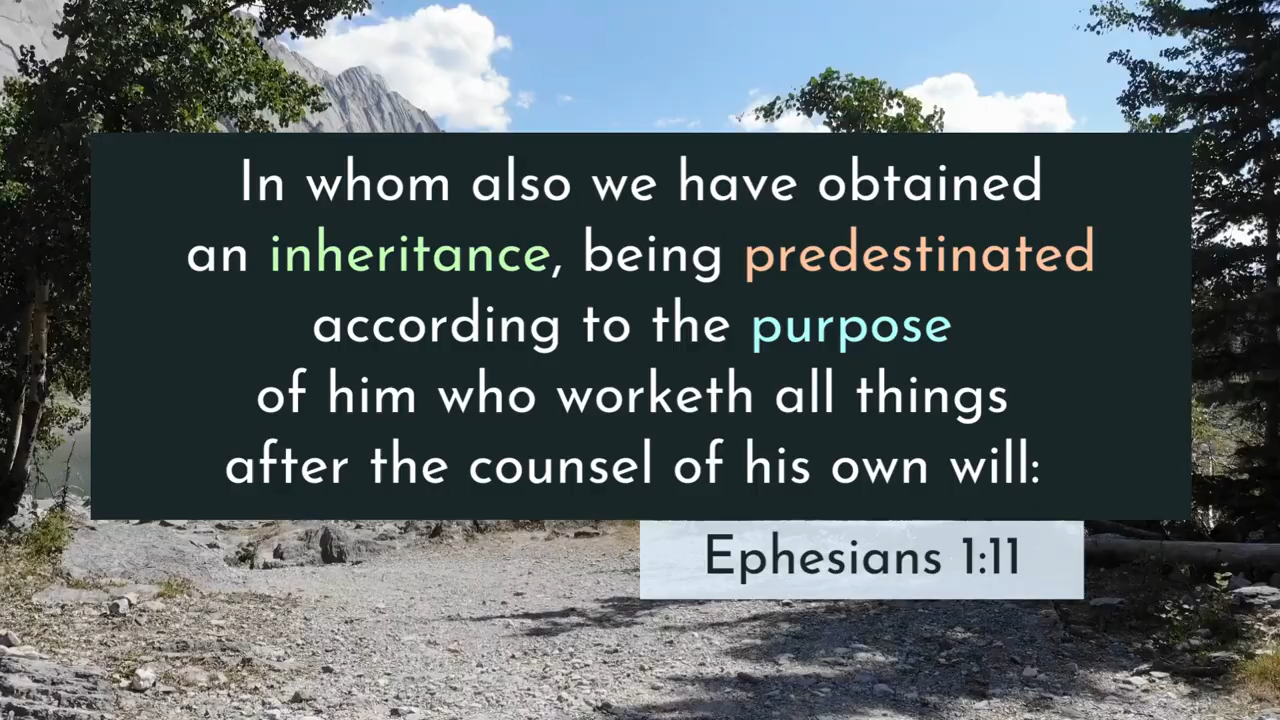 In whom also we have obtained
an inheritance, being predestinated
according to the purpose
of him who worketh all things
after the counsel of his own will:
Ephesians 1:11